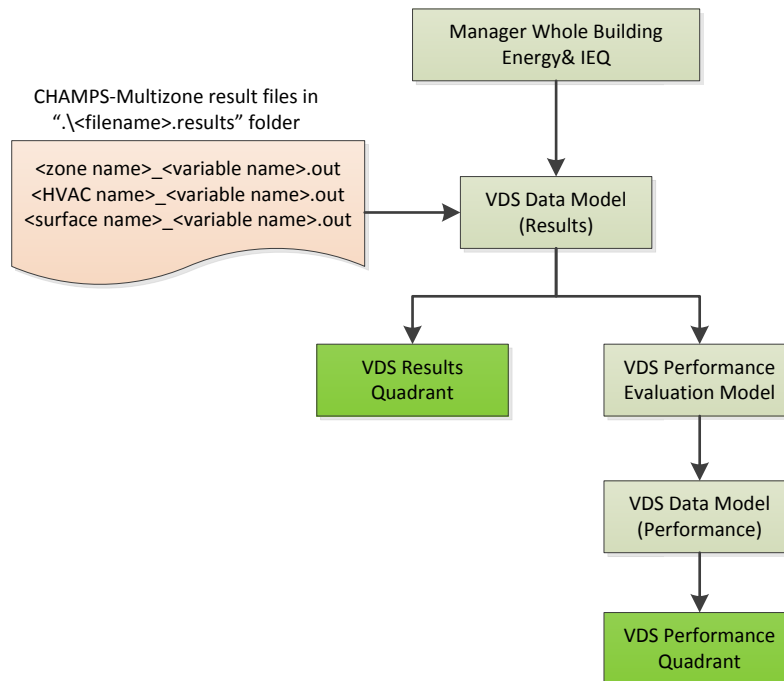 Manager Whole Building
Energy& IEQ
CHAMPS-Multizone result files in
“.\<filename>.results” folder
<zone name>_<variable name>.out
<HVAC name>_<variable name>.out
<surface name>_<variable name>.out
VDS Data Model
(Results)
VDS Results
Quadrant
VDS Performance
Evaluation Model
VDS Data Model
(Performance)
VDS Performance
Quadrant